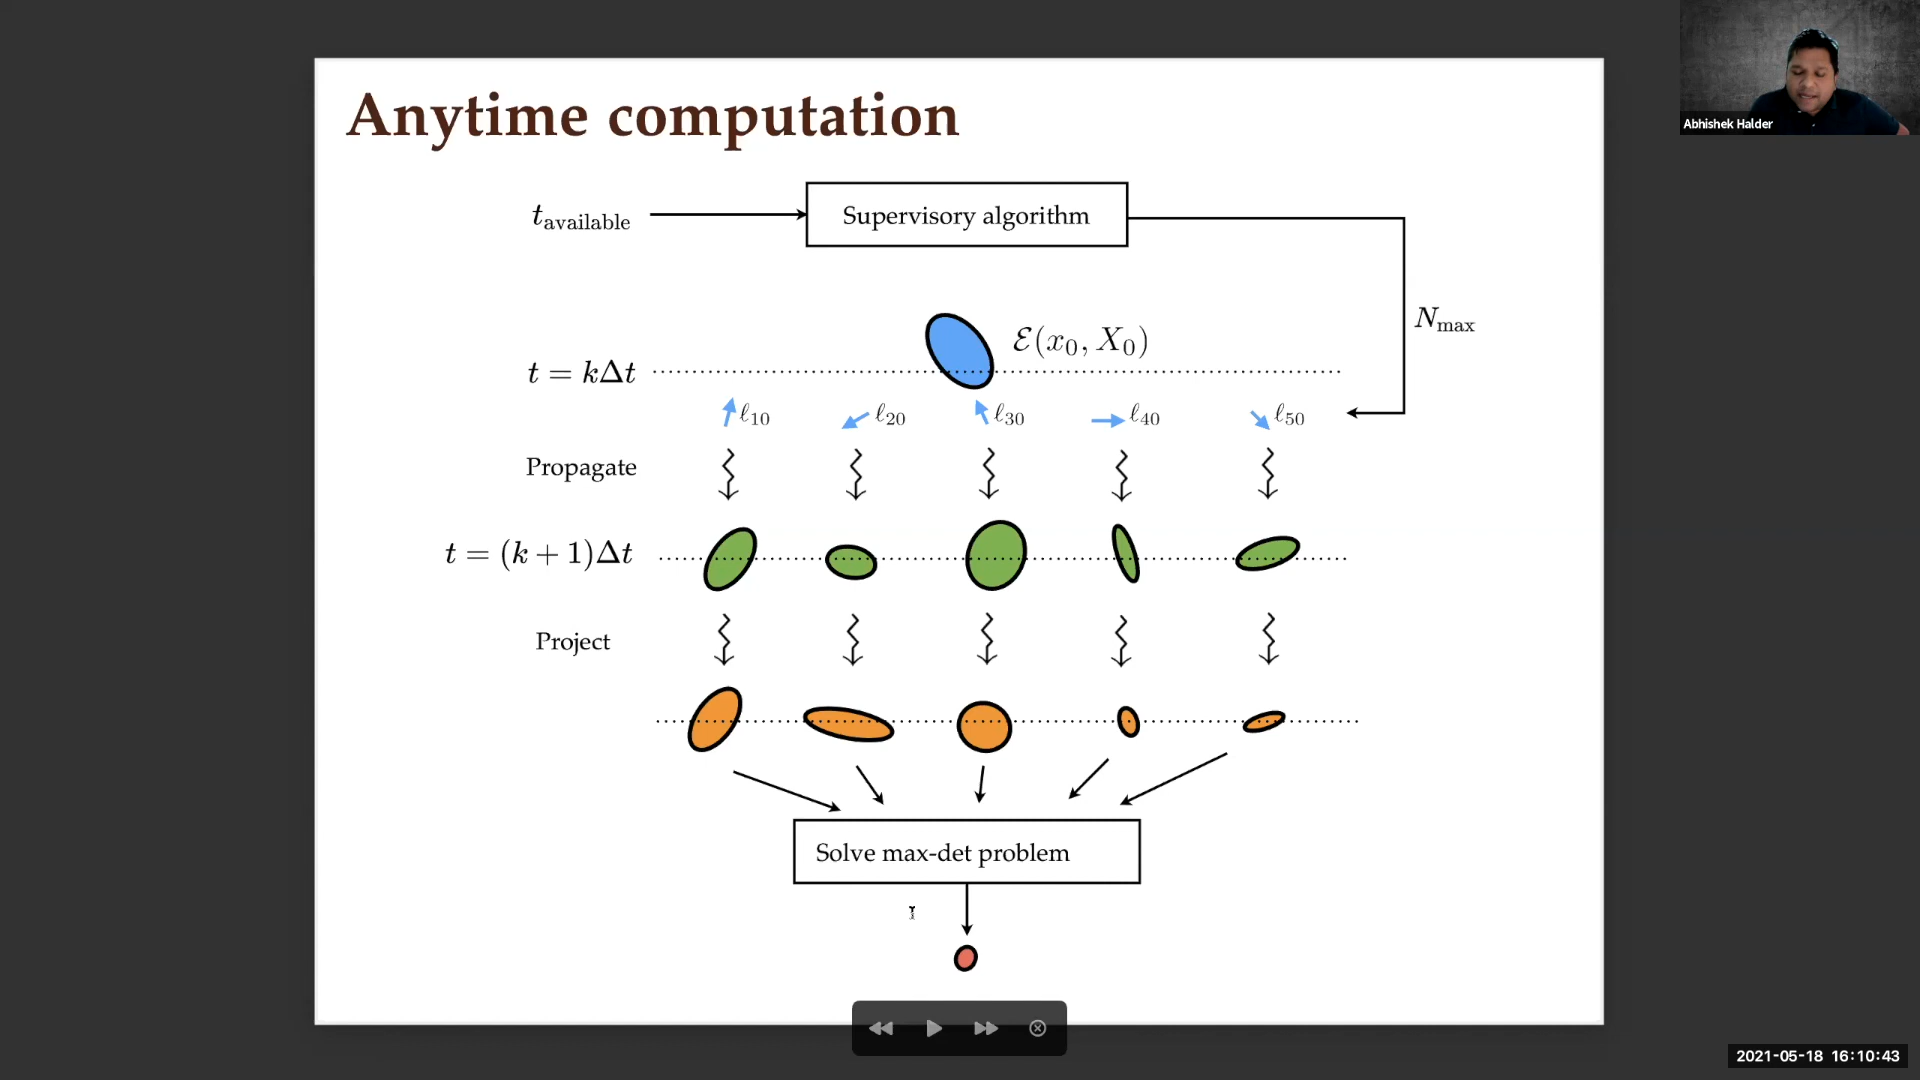 Anytime computation
t_available
Supervisory algorithm
N_max
ℰ(x₀, X₀)
t = kΔt
ℓ₁₀ ℓ₂₀ ℓ₃₀ ℓ₄₀ ℓ₅₀
Propagate
t = (k + 1)Δt
Project
Solve max-det problem
Abhishek Halder
2021-05-18 16:10:43